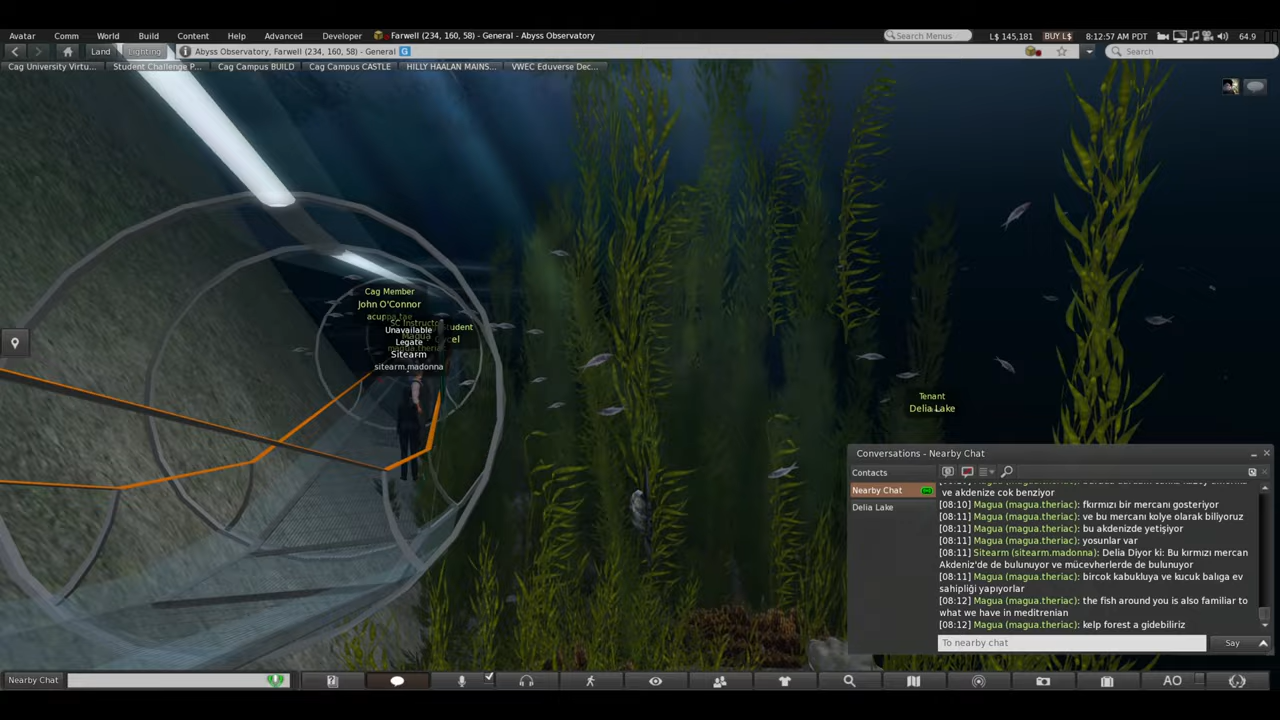 Avatar Comm World Build Content Help Advanced Developer Farwell (234, 160, 58) - General - Abyss Observatory Search Menus L$ 145,181 BUY L$ 8:12:57 AM PDT 64.9
Land Lighting Abyss Observatory, Farwell (234, 160, 58) - General G Search
Cag University Virtu... Student Challenge P... Cag Campus BUILD Cag Campus CASTLE HILLY HAALAN MAINS... VWEC Eduverse Dec...
Cag Member
John O'Connor
SC Instructor
Unavailable
Legate
Sitearm
sitearm.madonna
Tenant
Delia Lake
Conversations - Nearby Chat
Contacts
Nearby Chat
Delia Lake
ve akdenize cok benziyor
[08:10] Magua (magua.theriac): fkırmızı bir mercanı gosteriyor
[08:11] Magua (magua.theriac): ve bu mercanı kolye olarak biliyoruz
[08:11] Magua (magua.theriac): bu akdenizde yetişiyor
[08:11] Magua (magua.theriac): yosunlar var
[08:11] Sitearm (sitearm.madonna): Delia Diyor ki: Bu kırmızı mercan
Akdeniz'de de bulunuyor ve mücevherlerde de bulunuyor
[08:11] Magua (magua.theriac): bircok kabukluya ve kucuk balıga ev
sahipliği yapıyorlar
[08:12] Magua (magua.theriac): the fish around you is also familiar to
what we have in meditrenian
[08:12] Magua (magua.theriac): kelp forest a gidebiliriz
To nearby chat Say
Nearby Chat AO